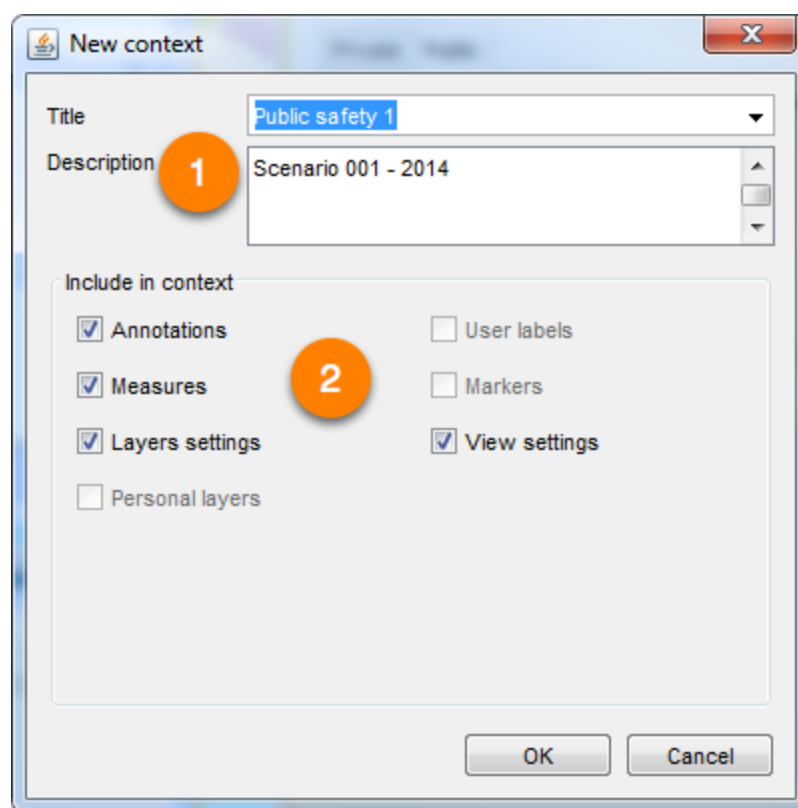 New context
Title
Public safety 1
Description
1
Scenario 001 - 2014
Include in context
Annotations
User labels
2
Measures
Markers
Layers settings
View settings
Personal layers
OK
Cancel